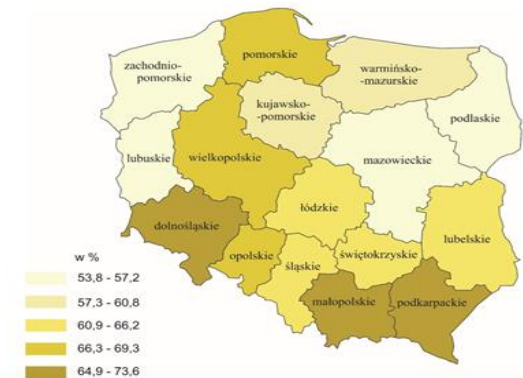 zachodnio-
pomorskie
pomorskie
warmińsko-
-mazurskie
kujawsko-
-pomorskie
podlaskie
lubuskie
wielkopolskie
mazowieckie
łódzkie
dolnośląskie
lubelskie
opolskie
śląskie
świętokrzyskie
małopolskie
podkarpackie
w %
53,8 - 57,2
57,3 - 60,8
60,9 - 66,2
66,3 - 69,3
64,9 - 73,6